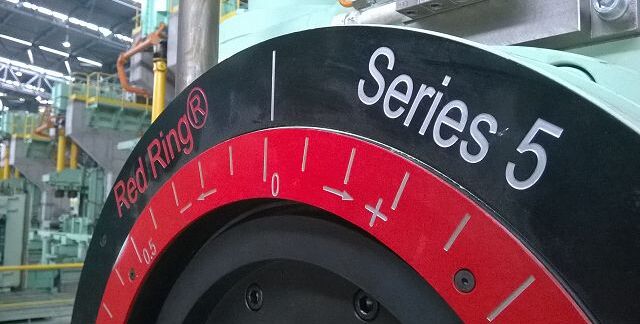 Red Ring®
Series 5
0.5 − ← 0 → +